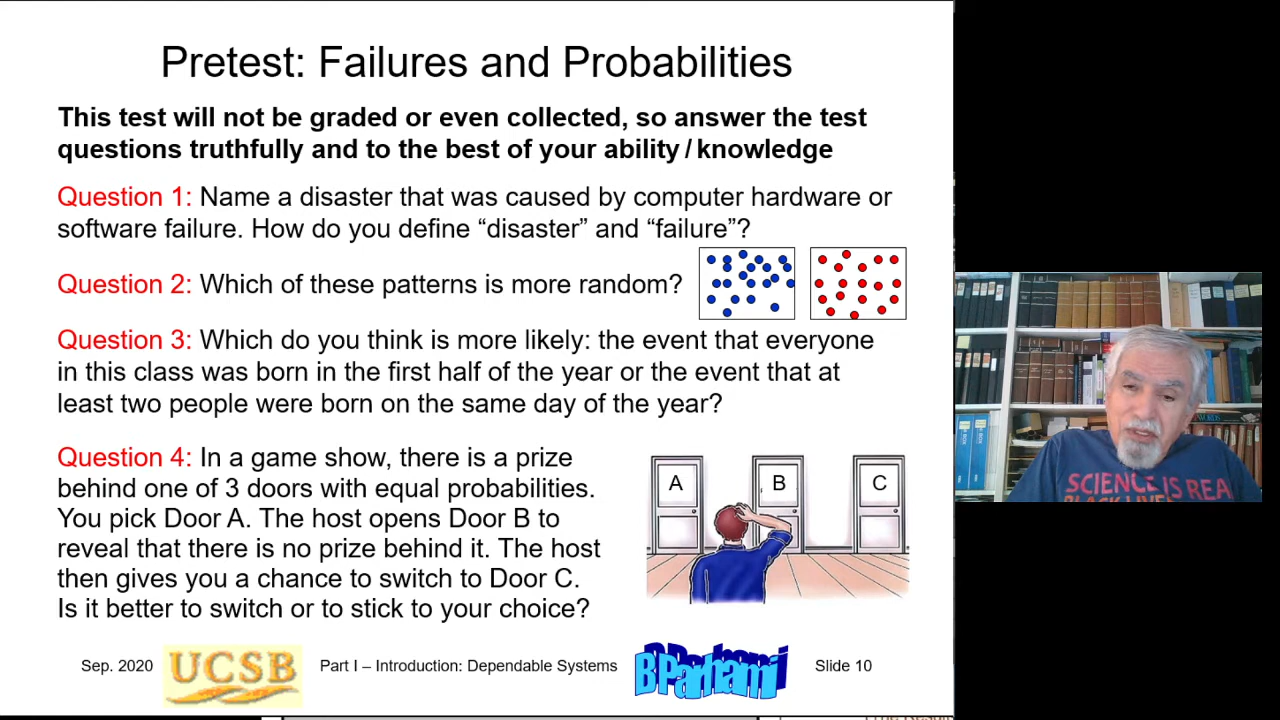 Pretest: Failures and Probabilities
This test will not be graded or even collected, so answer the test
questions truthfully and to the best of your ability / knowledge
Question 1: Name a disaster that was caused by computer hardware or
software failure. How do you define “disaster” and “failure”?
Question 2: Which of these patterns is more random?
Question 3: Which do you think is more likely: the event that everyone
in this class was born in the first half of the year or the event that at
least two people were born on the same day of the year?
Question 4: In a game show, there is a prize
behind one of 3 doors with equal probabilities.
You pick Door A. The host opens Door B to
reveal that there is no prize behind it. The host
then gives you a chance to switch to Door C.
Is it better to switch or to stick to your choice?
A B C
SCIENCE IS REA
BLACK LIVE
Sep. 2020
UCSB
Part I – Introduction: Dependable Systems
B Parhami
Slide 10